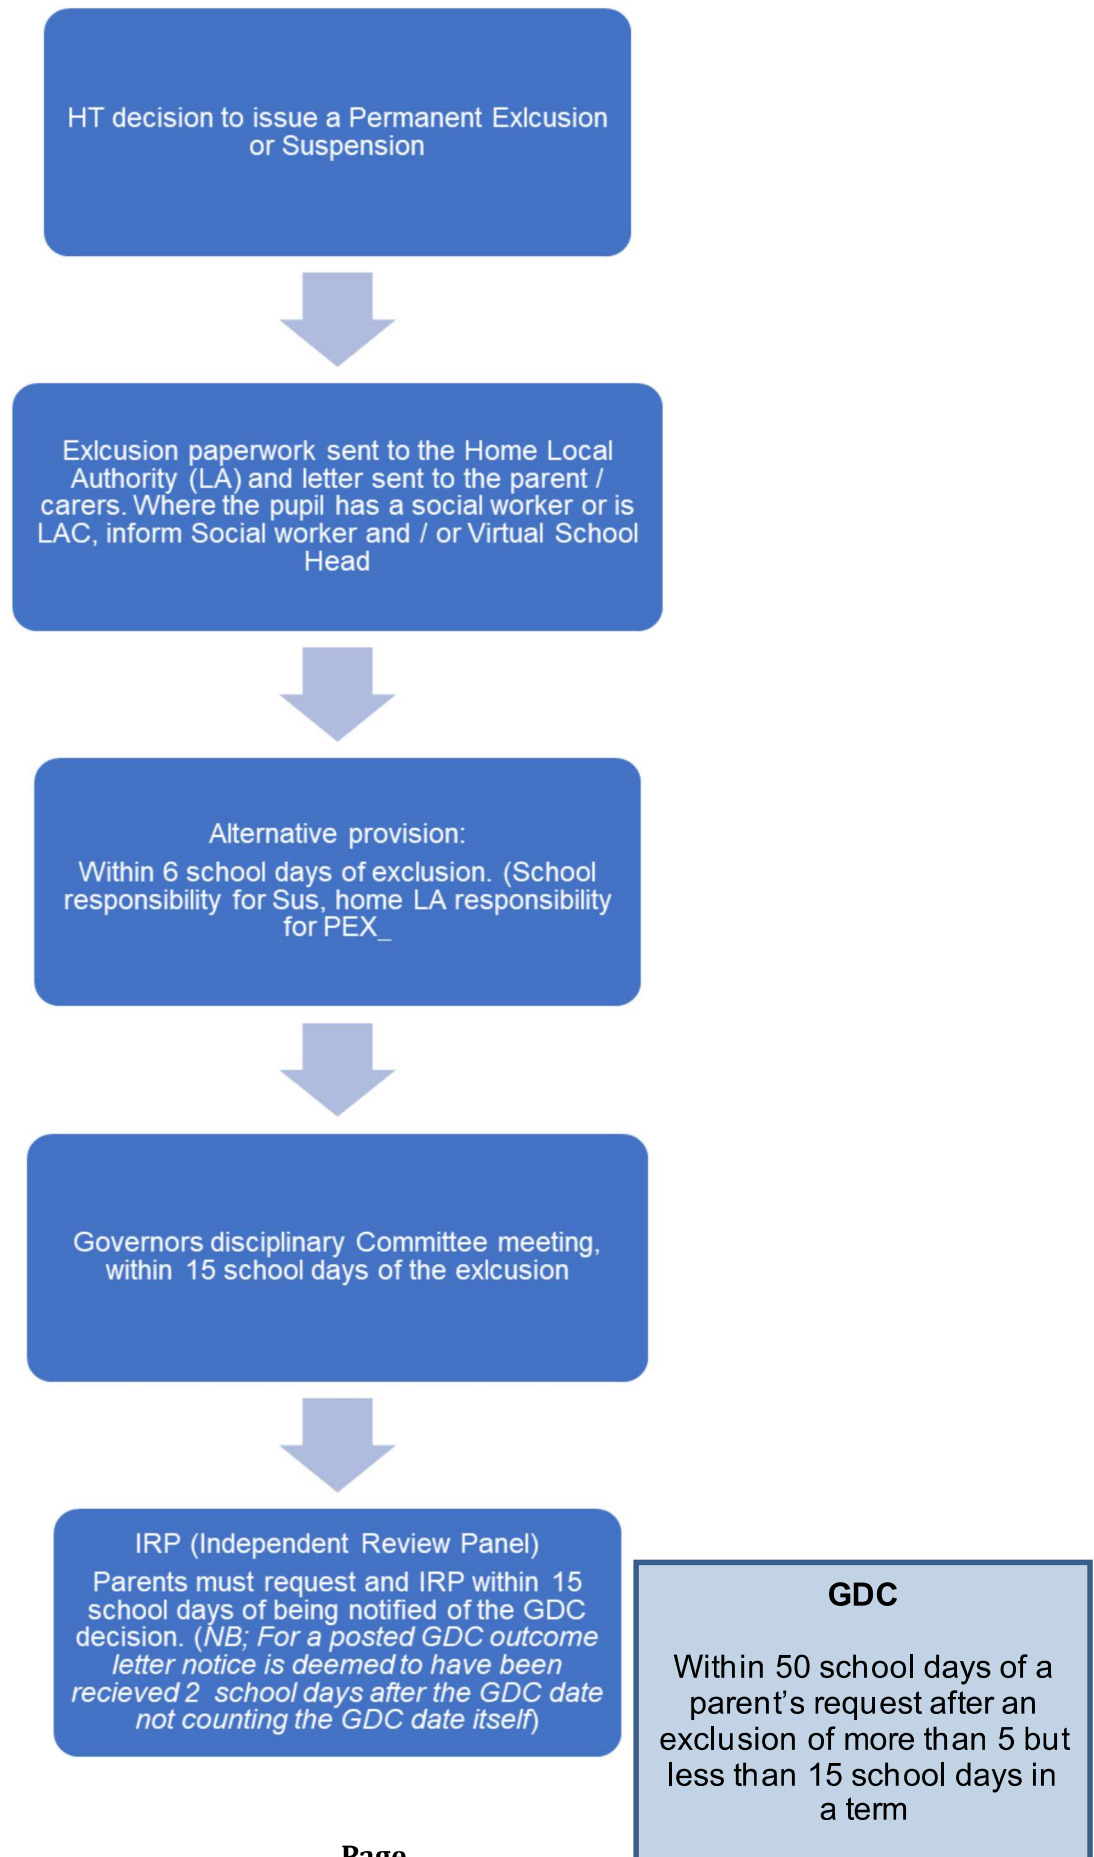 HT decision to issue a Permanent Exlcusion
or Suspension
Exlcusion paperwork sent to the Home Local
Authority (LA) and letter sent to the parent /
carers. Where the pupil has a social worker or is
LAC, inform Social worker and / or Virtual School
Head
Alternative provision:
Within 6 school days of exclusion. (School
responsibility for Sus, home LA responsibility
for PEX_
Governors disciplinary Committee meeting,
within 15 school days of the exlcusion
IRP (Independent Review Panel)
Parents must request and IRP within 15
school days of being notified of the GDC
decision. (NB; For a posted GDC outcome
letter notice is deemed to have been
recieved 2 school days after the GDC date
not counting the GDC date itself)
GDC
Within 50 school days of a
parent's request after an
exclusion of more than 5 but
less than 15 school days in
a term
Page